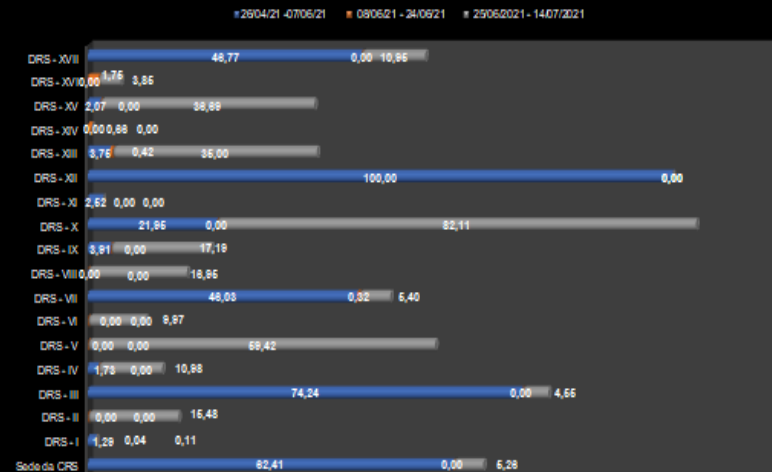 26/04/21 -07/06/21 08/06/21 - 24/06/21 25/06/2021 - 14/07/2021
DRS - XVII 46,77 0,00 10,95
DRS - XVI 0,00 1,75 3,85
DRS - XV 2,07 0,00 36,69
DRS - XIV 0,00 0,66 0,00
DRS - XIII 3,75 0,42 35,00
DRS - XII 100,00 0,00
DRS - XI 2,52 0,00 0,00
DRS - X 21,95 0,00 82,11
DRS - IX 3,91 0,00 17,19
DRS - VIII 0,00 0,00 16,95
DRS - VII 46,03 0,32 5,40
DRS - VI 0,00 0,00 9,97
DRS - V 0,00 0,00 59,42
DRS - IV 1,73 0,00 10,98
DRS - III 74,24 0,00 4,55
DRS - II 0,00 0,00 15,48
DRS - I 1,29 0,04 0,11
Sede da CRS 62,41 0,00 5,26